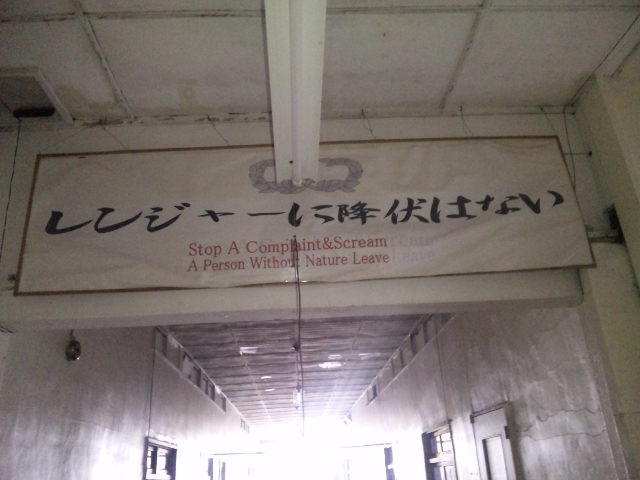 レンジャーに降伏はない
Stop A Complaint&Scream
A Person Without Nature Leave